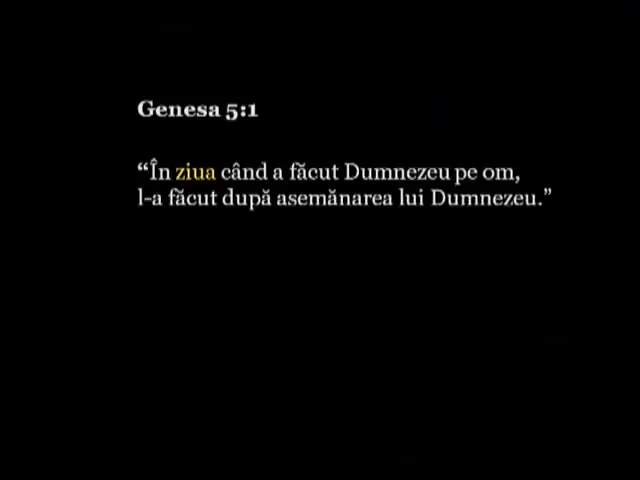 Genesa 5:1
“În ziua când a făcut Dumnezeu pe om,
l-a făcut după asemănarea lui Dumnezeu.”